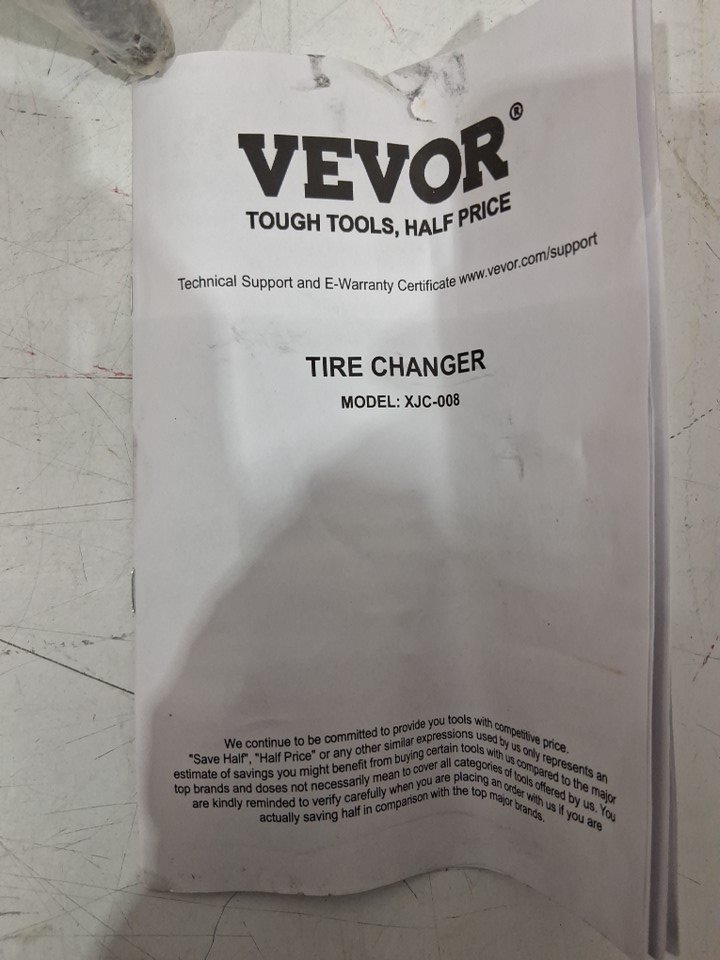 VEVOR®
TOUGH TOOLS, HALF PRICE
Technical Support and E-Warranty Certificate www.vevor.com/support
TIRE CHANGER
MODEL: XJC-008
We continue to be committed to provide you tools with competitive price.
"Save Half", "Half Price" or any other similar expressions used by us only represents an
estimate of savings you might benefit from buying certain tools with us compared to the major
top brands and doses not necessarily mean to cover all categories of tools offered by us. You
are kindly reminded to verify carefully when you are placing an order with us if you are
actually saving half in comparison with the top major brands.